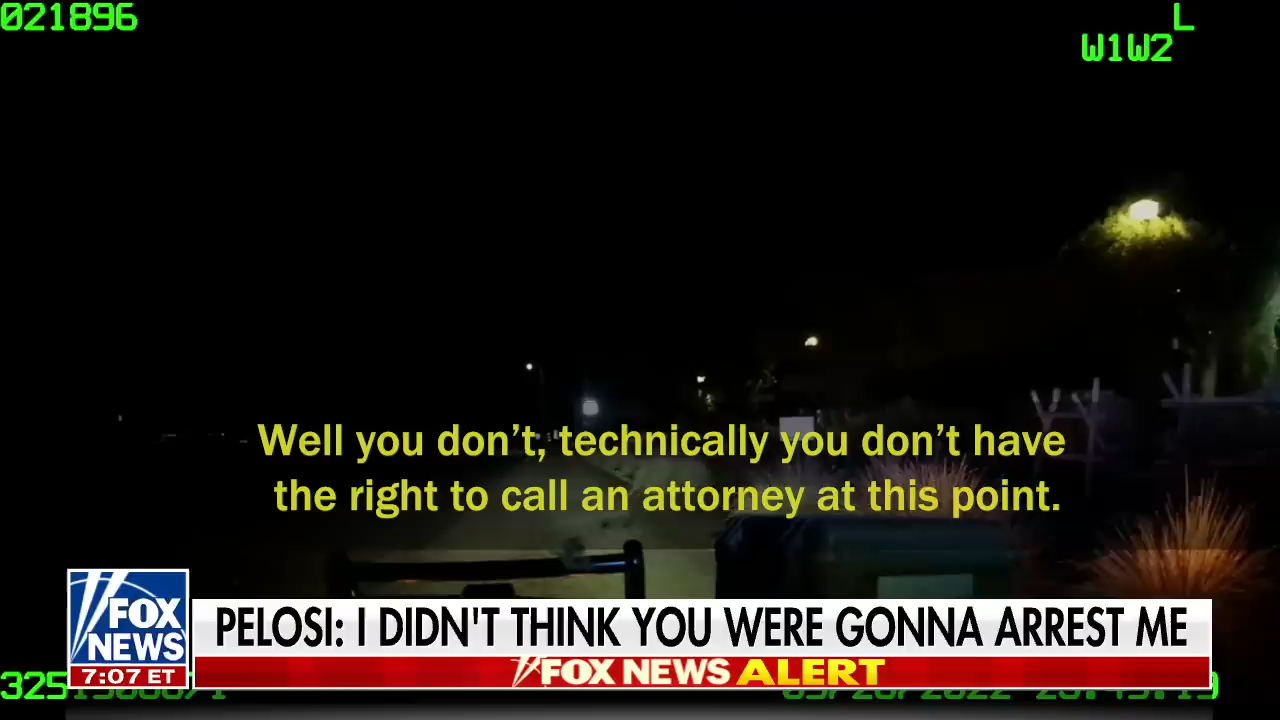 021896
L
W1W2
Well you don’t, technically you don’t have
the right to call an attorney at this point.
FOX
NEWS
7:07 ET
PELOSI: I DIDN'T THINK YOU WERE GONNA ARREST ME
FOX NEWS ALERT